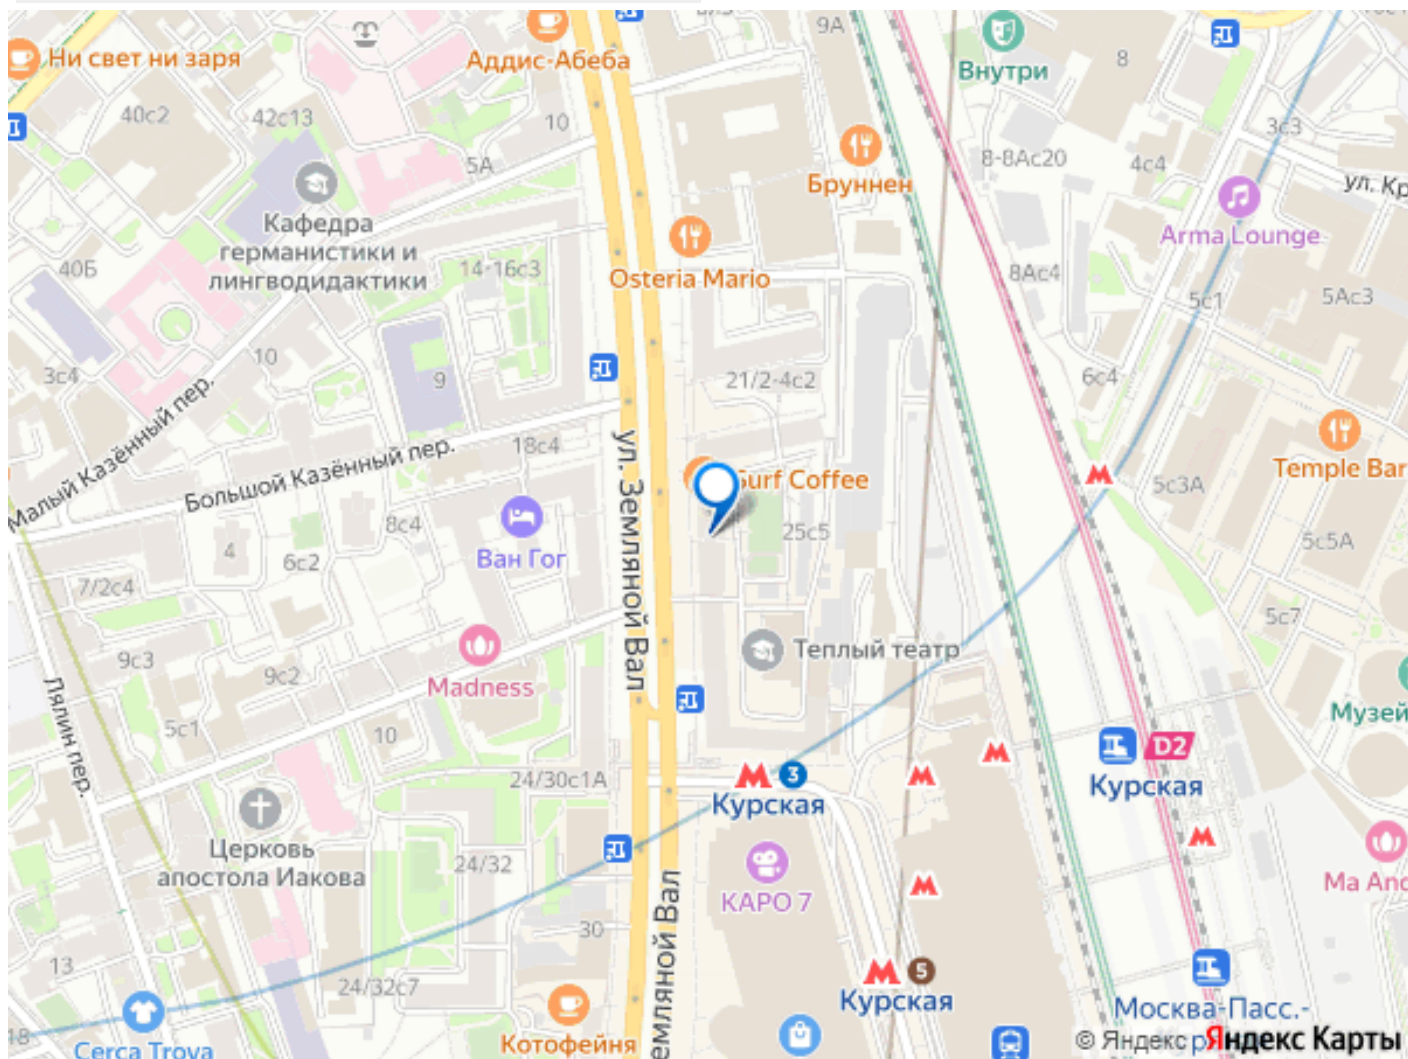 9А
Ни свет ни заря
Аддис-Абеба
Внутри
8
40с2
42с13
10
5А
3с3
8-8Ас20
4с4
Бруннен
ул. Кр
Кафедра
германистики и
лингводидактики
Arma Lounge
40Б
14-16с3
Osteria Mario
8Ас4
5с1
5Ас3
10
3с4
9
21/2-4с2
6с4
Малый Казённый пер.
Большой Казённый пер.
18с4
ул. Земляной Вал
Surf Coffee
Temple Bar
5с3А
8с4
4
6с2
Ван Гог
25с5
5с5А
7/2с4
5с7
9с3
9с2
Madness
Теплый театр
Лялин пер.
5с1
10
Музей
D2
Курская
24/30с1А
3
Курская
Церковь
апостола Иакова
24/32
КАРО 7
Ma And
Земляной Вал
30
13
24/32с7
5
Курская
Москва-Пасс.-
18
Cerca Trova
Котофейня
© Яндекс
Яндекс Карты